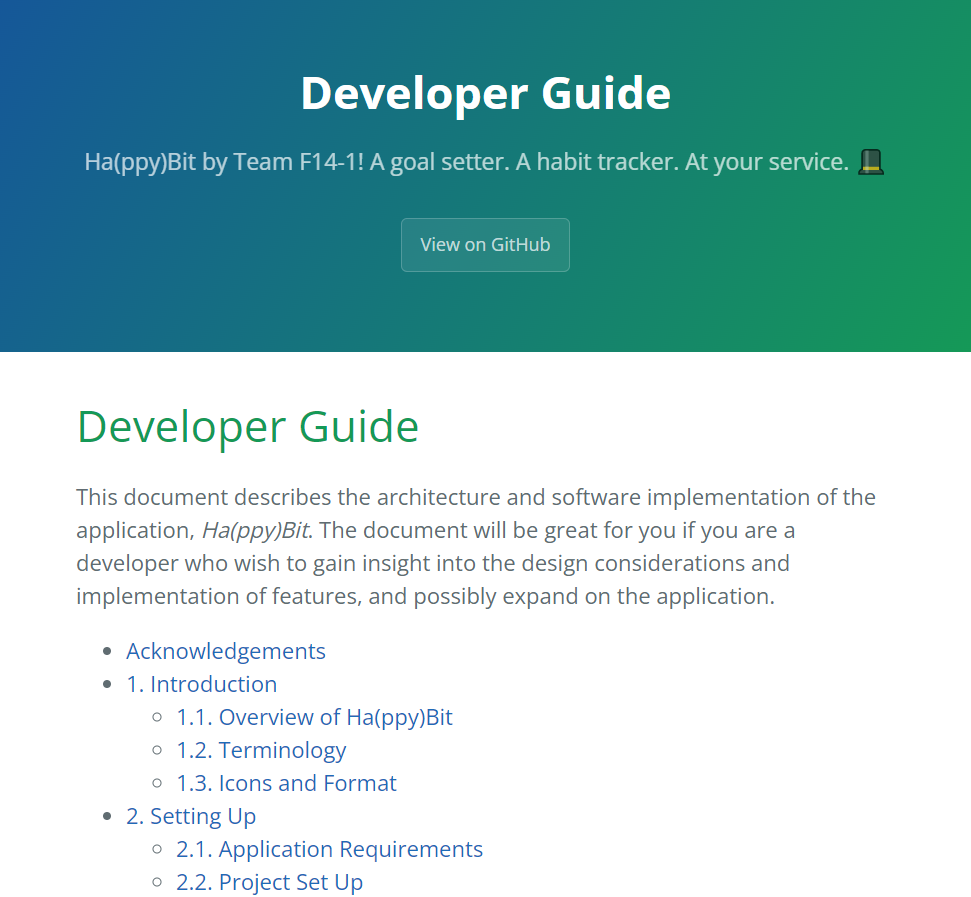 Developer Guide
Ha(ppy)Bit by Team F14-1! A goal setter. A habit tracker. At your service. 🎩
View on GitHub
Developer Guide
This document describes the architecture and software implementation of the
application, Ha(ppy)Bit. The document will be great for you if you are a
developer who wish to gain insight into the design considerations and
implementation of features, and possibly expand on the application.
Acknowledgements
1. Introduction
1.1. Overview of Ha(ppy)Bit
1.2. Terminology
1.3. Icons and Format
2. Setting Up
2.1. Application Requirements
2.2. Project Set Up